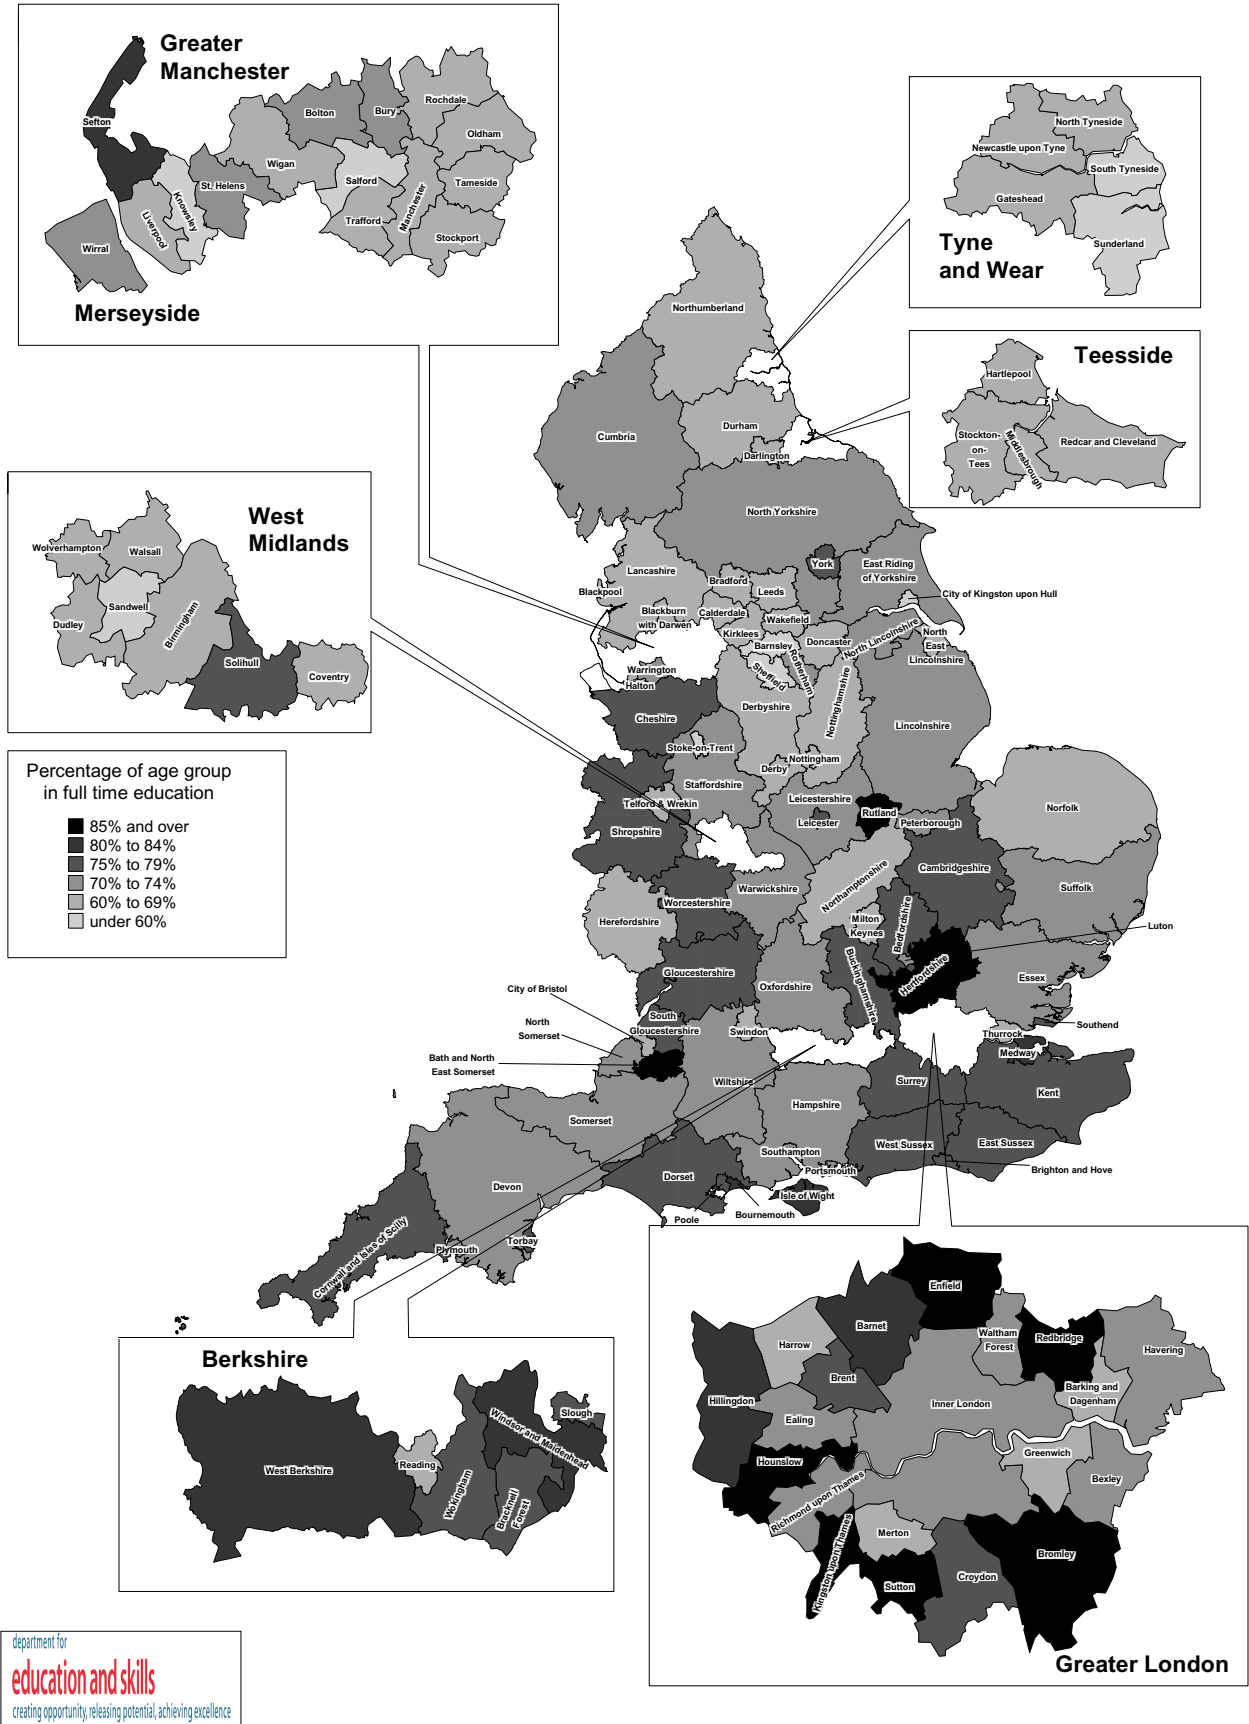 Greater
Manchester
Sefton
Bolton
Bury
Rochdale
Oldham
Wigan
St. Helens
Knowsley
Liverpool
Salford
Trafford
Manchester
Tameside
Stockport
Wirral
Merseyside
North Tyneside
Newcastle upon Tyne
South Tyneside
Gateshead
Sunderland
Tyne
and Wear
Teesside
Hartlepool
Stockton-
on-
Tees
Middlesbrough
Redcar and Cleveland
West
Midlands
Wolverhampton
Walsall
Sandwell
Dudley
Birmingham
Solihull
Coventry
Percentage of age group
in full time education
85% and over
80% to 84%
75% to 79%
70% to 74%
60% to 69%
under 60%
Northumberland
Cumbria
Durham
Darlington
North Yorkshire
York
East Riding
of Yorkshire
City of Kingston upon Hull
Lancashire
Blackpool
Blackburn
with Darwen
Bradford
Leeds
Calderdale
Kirklees
Wakefield
Barnsley
Doncaster
North Lincolnshire
North
East
Lincolnshire
Rotherham
Sheffield
Warrington
Halton
Cheshire
Derbyshire
Nottinghamshire
Lincolnshire
Stoke-on-Trent
Derby
Nottingham
Staffordshire
Telford & Wrekin
Shropshire
Leicestershire
Leicester
Rutland
Peterborough
Norfolk
Cambridgeshire
Suffolk
Warwickshire
Northamptonshire
Worcestershire
Herefordshire
Milton
Keynes
Bedfordshire
Luton
Hertfordshire
Essex
Gloucestershire
Oxfordshire
Buckinghamshire
City of Bristol
North
Somerset
Bath and North
East Somerset
South
Gloucestershire
Swindon
Wiltshire
Thurrock
Southend
Medway
Kent
Surrey
Hampshire
West Sussex
East Sussex
Brighton and Hove
Somerset
Southampton
Portsmouth
Isle of Wight
Dorset
Bournemouth
Poole
Devon
Torbay
Plymouth
Cornwall and Isles of Scilly
Berkshire
West Berkshire
Reading
Wokingham
Bracknell
Forest
Windsor and Maidenhead
Slough
Enfield
Barnet
Harrow
Brent
Waltham
Forest
Redbridge
Havering
Barking and
Dagenham
Hillingdon
Ealing
Inner London
Hounslow
Greenwich
Bexley
Richmond upon Thames
Merton
Kingston upon Thames
Sutton
Croydon
Bromley
Greater London
department for
education and skills
creating opportunity, releasing potential, achieving excellence